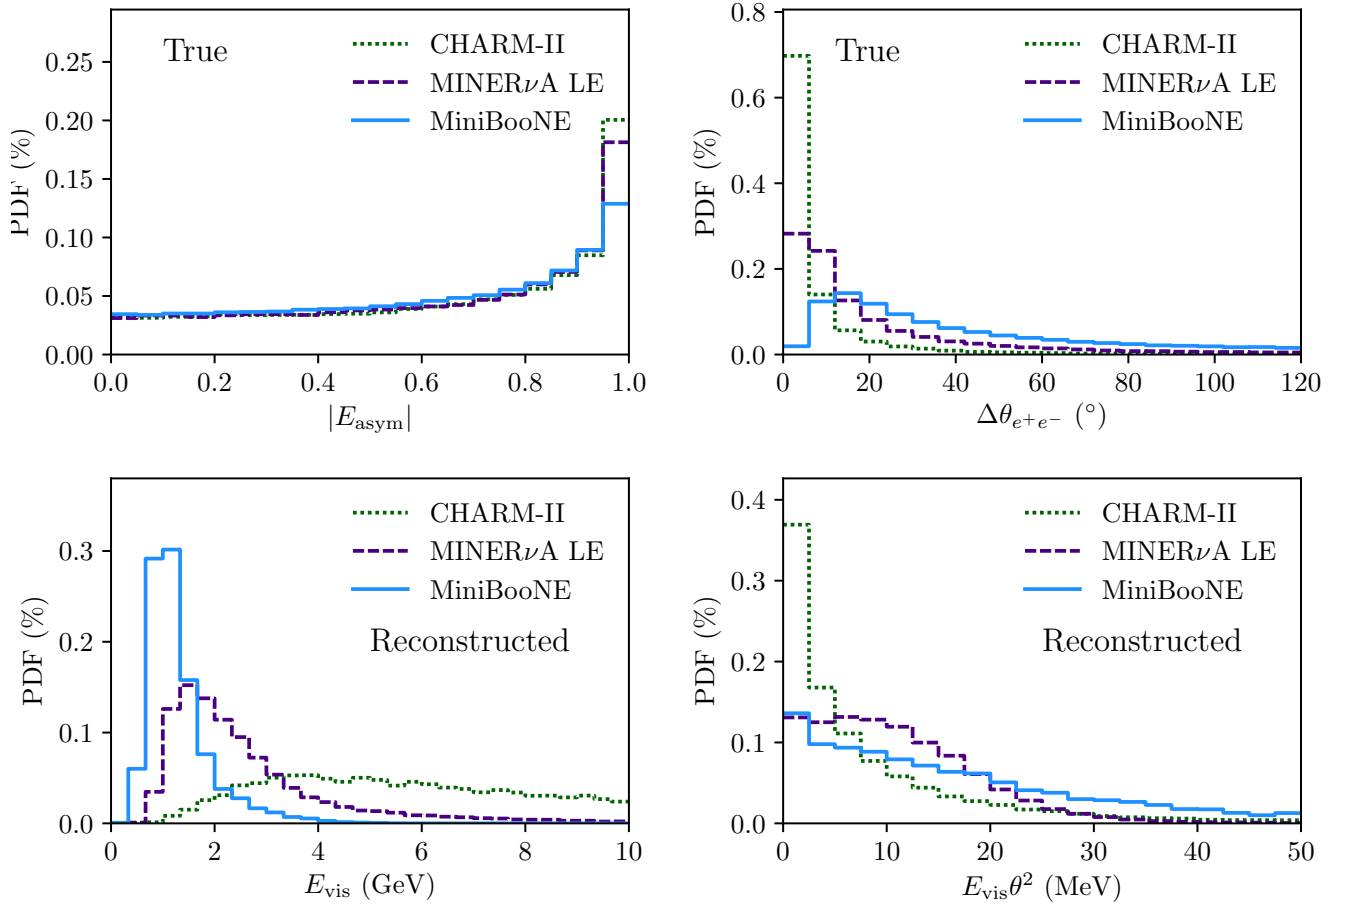 True
CHARM-II
MINERνA LE
MiniBooNE
PDF (%)
0.25
0.20
0.15
0.10
0.05
0.00
0.0 0.2 0.4 0.6 0.8 1.0
|E_asym|
True
CHARM-II
MINERνA LE
MiniBooNE
PDF (%)
0.8
0.6
0.4
0.2
0.0
0 20 40 60 80 100 120
Δθ_{e⁺e⁻} (°)
CHARM-II
MINERνA LE
MiniBooNE
Reconstructed
PDF (%)
0.3
0.2
0.1
0.0
0 2 4 6 8 10
E_vis (GeV)
CHARM-II
MINERνA LE
MiniBooNE
Reconstructed
PDF (%)
0.4
0.3
0.2
0.1
0.0
0 10 20 30 40 50
E_vis θ² (MeV)